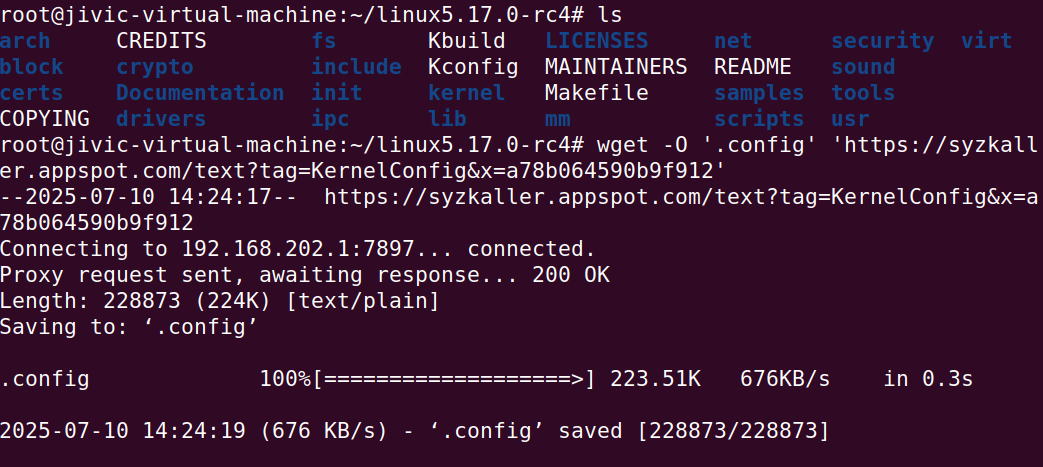 root@jivic-virtual-machine:~/linux5.17.0-rc4# ls
arch     CREDITS        fs       Kbuild   LICENSES     net      security  virt
block    crypto         include  Kconfig  MAINTAINERS  README   sound
certs    Documentation  init     kernel   Makefile     samples  tools
COPYING  drivers        ipc      lib      mm           scripts  usr
root@jivic-virtual-machine:~/linux5.17.0-rc4# wget -O '.config' 'https://syzkall
er.appspot.com/text?tag=KernelConfig&x=a78b064590b9f912'
--2025-07-10 14:24:17--  https://syzkaller.appspot.com/text?tag=KernelConfig&x=a
78b064590b9f912
Connecting to 192.168.202.1:7897... connected.
Proxy request sent, awaiting response... 200 OK
Length: 228873 (224K) [text/plain]
Saving to: ‘.config’
.config             100%[===================>] 223.51K   676KB/s    in 0.3s
2025-07-10 14:24:19 (676 KB/s) - ‘.config’ saved [228873/228873]